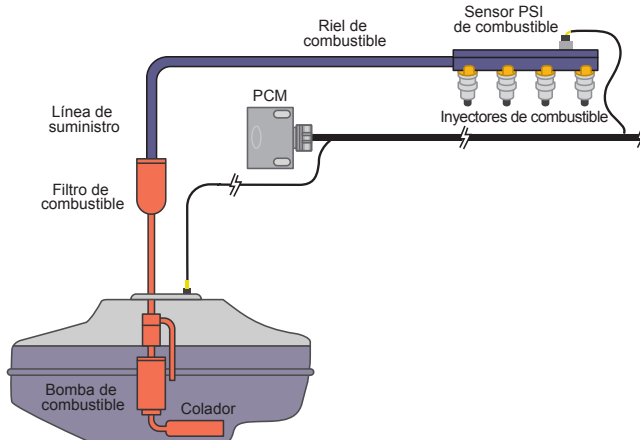 Riel de
combustible
Sensor PSI
de combustible
PCM
Línea de
suministro
Inyectores de combustible
Filtro de
combustible
Bomba de
combustible
Colador